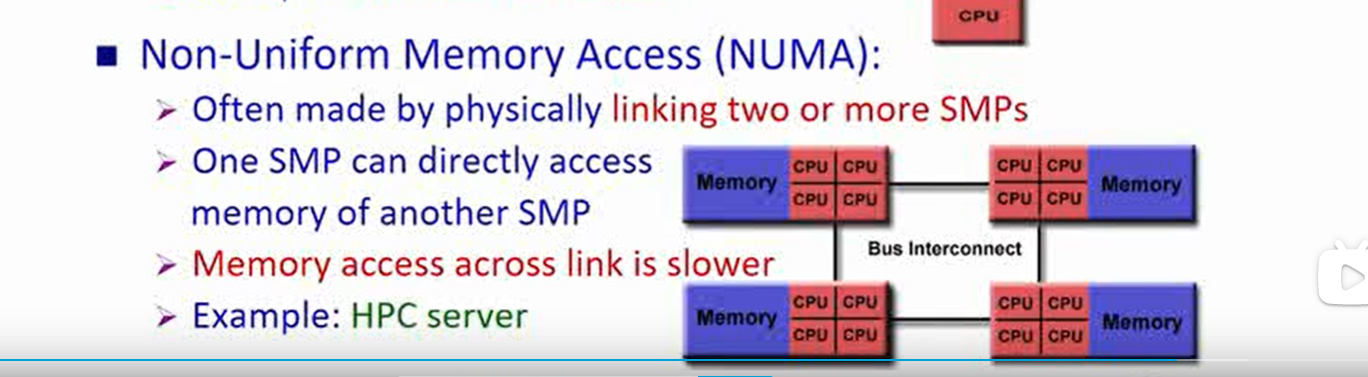 CPU
Non-Uniform Memory Access (NUMA):
Often made by physically linking two or more SMPs
One SMP can directly access
memory of another SMP
Memory access across link is slower
Example: HPC server
Memory CPU CPU
CPU CPU
CPU CPU Memory
CPU CPU
Bus Interconnect
Memory CPU CPU
CPU CPU
CPU CPU Memory
CPU CPU